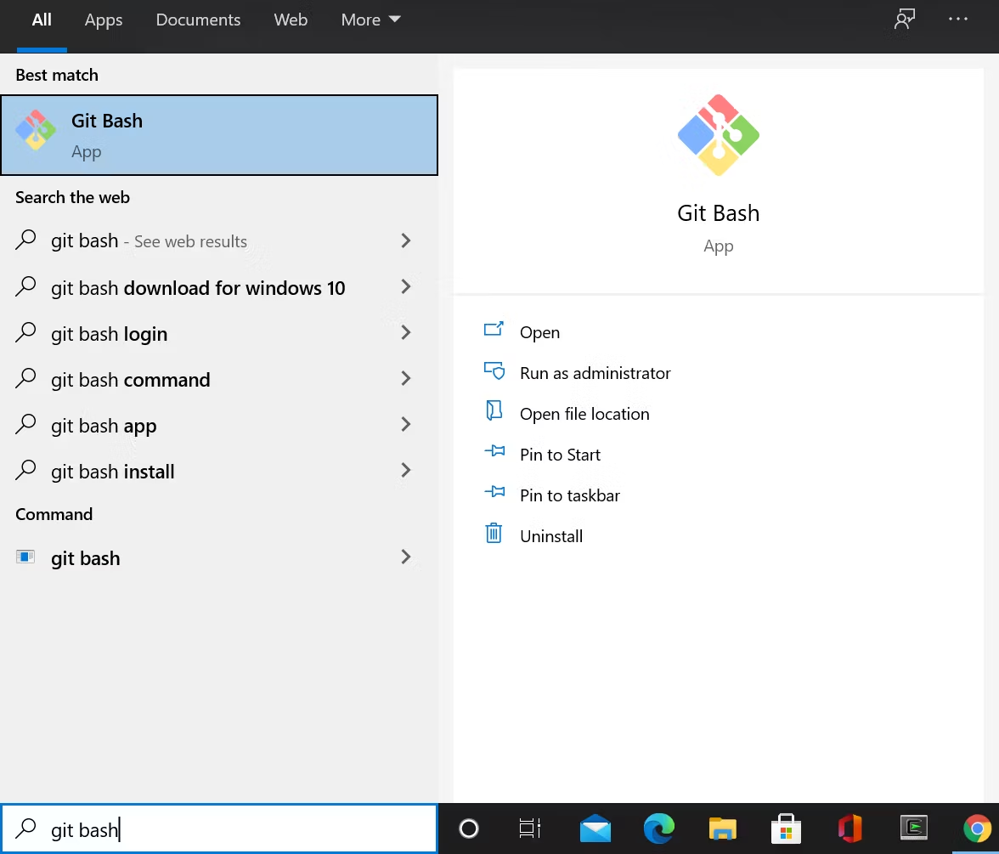 All Apps Documents Web More
Best match
Git Bash
App
Search the web
git bash - See web results
git bash download for windows 10
git bash login
git bash command
git bash app
git bash install
Command
git bash
Git Bash
App
Open
Run as administrator
Open file location
Pin to Start
Pin to taskbar
Uninstall
git bash